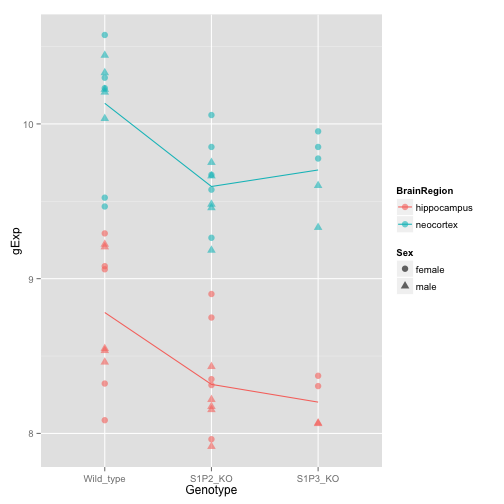 10
9
8
gExp
Wild_type
S1P2_KO
S1P3_KO
Genotype
BrainRegion
hippocampus
neocortex
Sex
female
male